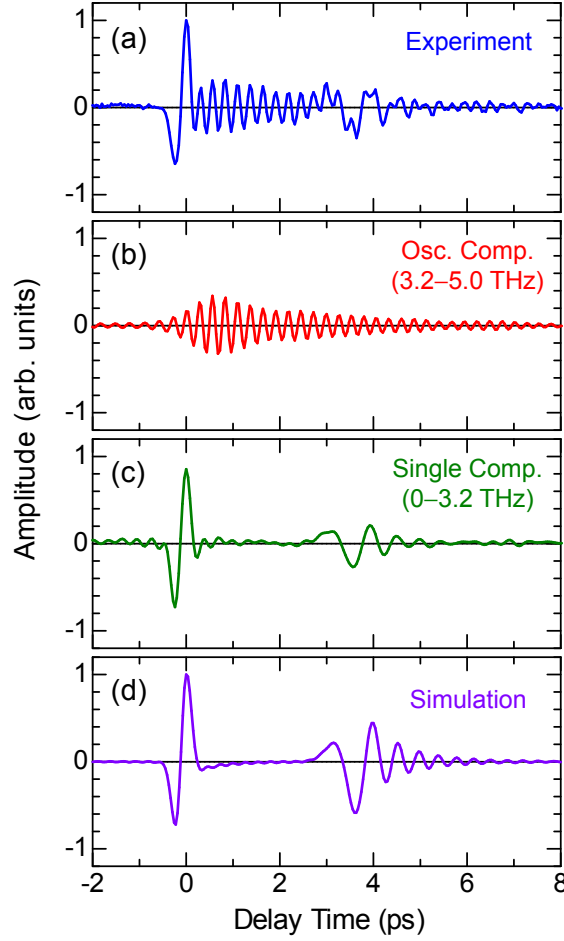 Amplitude (arb. units)
(a)
Experiment
1
0
-1
(b)
Osc. Comp.
(3.2–5.0 THz)
1
0
-1
(c)
Single Comp.
(0–3.2 THz)
1
0
-1
(d)
Simulation
1
0
-1
-2 0 2 4 6 8
Delay Time (ps)